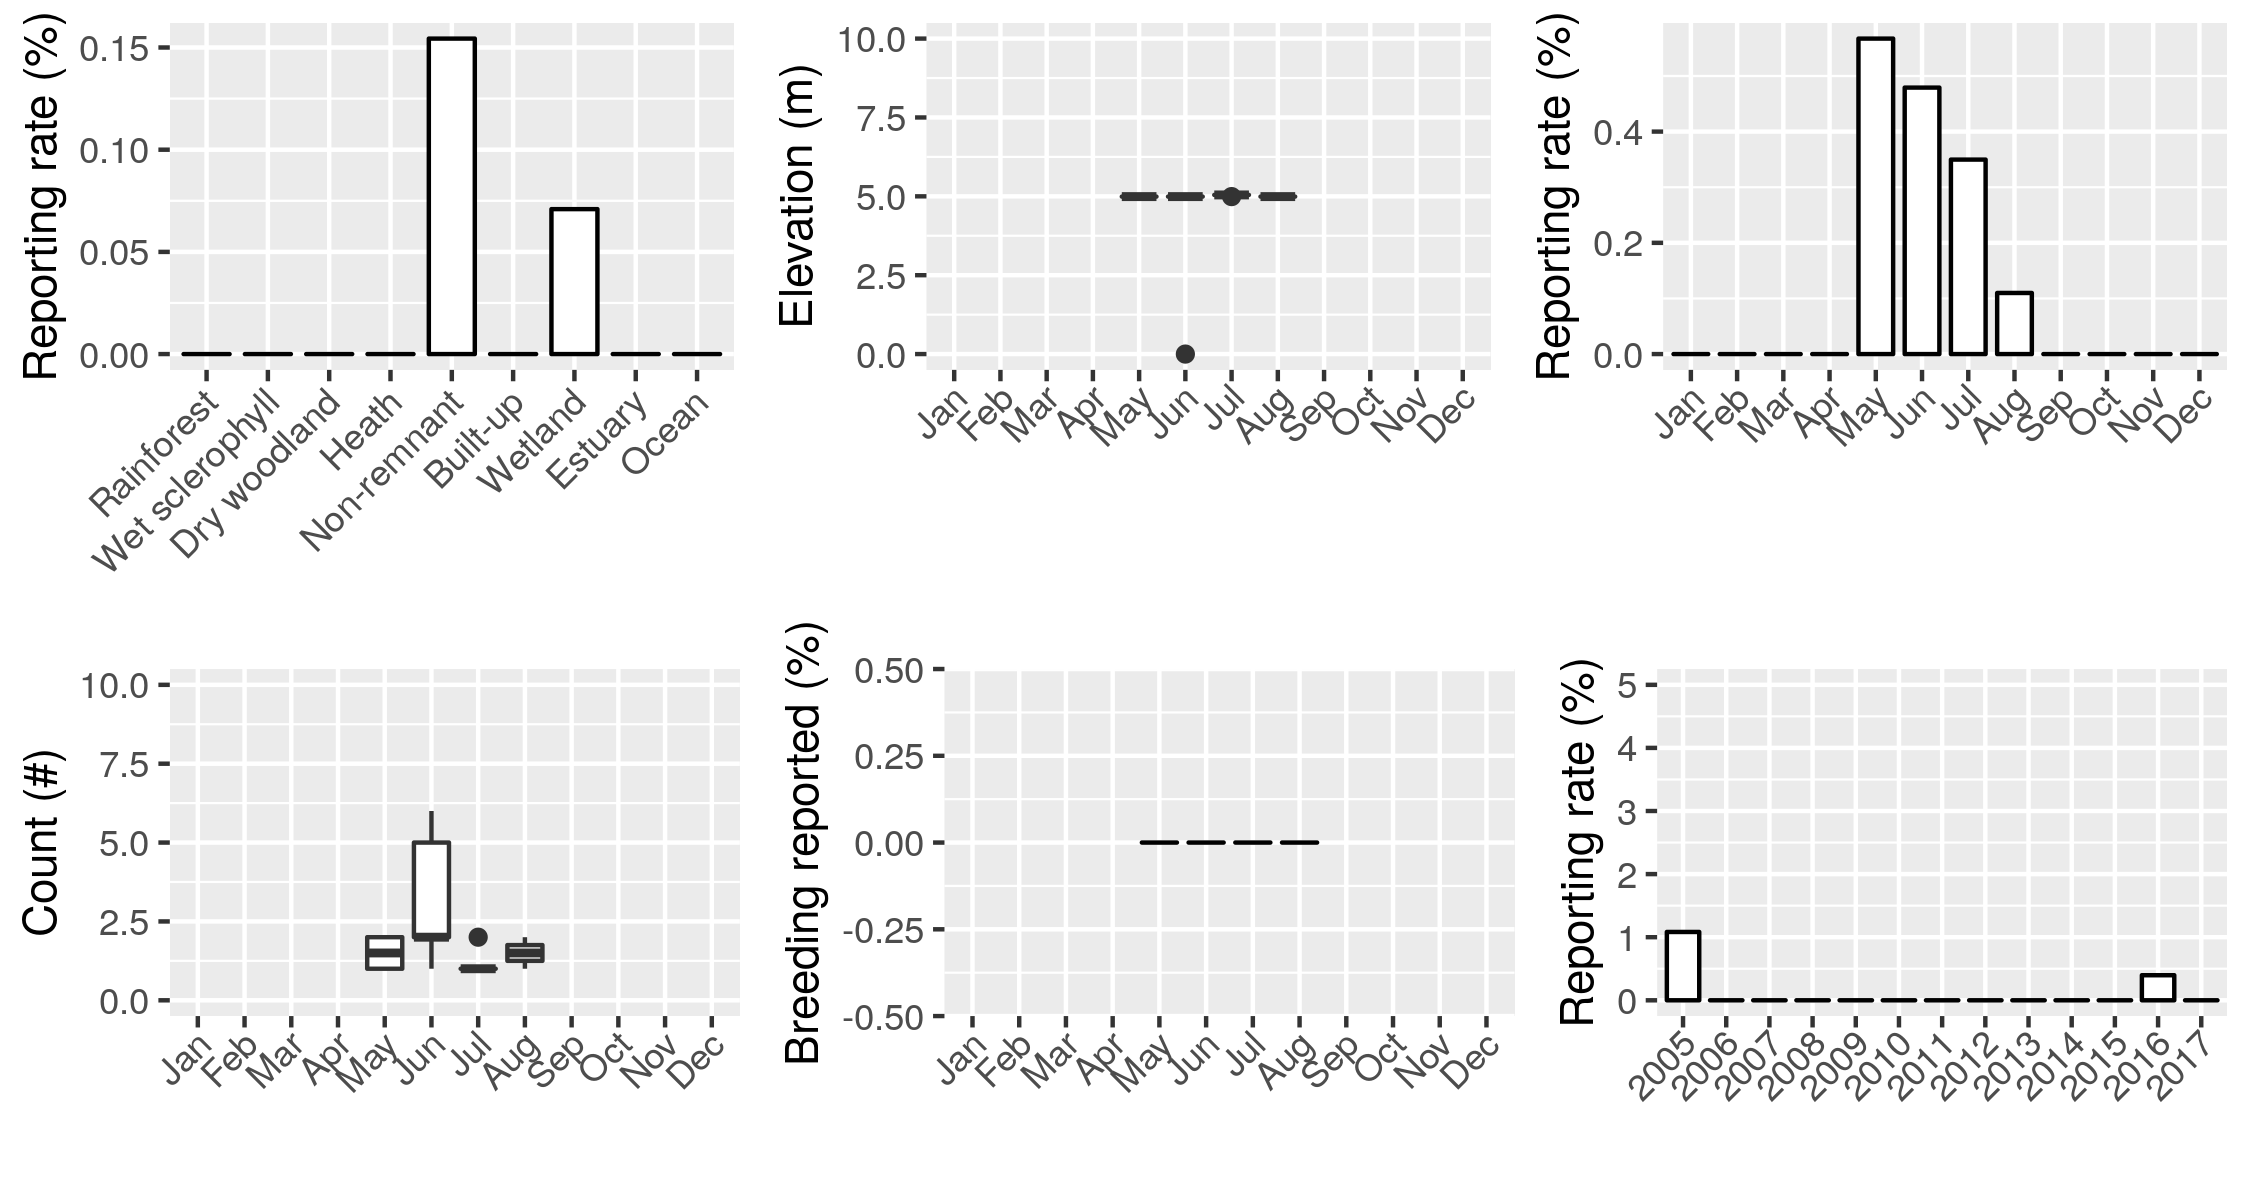 Reporting rate (%)
0.15
0.10
0.05
0.00
Rainforest
Wet sclerophyll
Dry woodland
Heath
Non-remnant
Built-up
Wetland
Estuary
Ocean
Elevation (m)
10.0
7.5
5.0
2.5
0.0
Jan
Feb
Mar
Apr
May
Jun
Jul
Aug
Sep
Oct
Nov
Dec
Reporting rate (%)
0.4
0.2
0.0
Jan
Feb
Mar
Apr
May
Jun
Jul
Aug
Sep
Oct
Nov
Dec
Count (#)
10.0
7.5
5.0
2.5
0.0
Jan
Feb
Mar
Apr
May
Jun
Jul
Aug
Sep
Oct
Nov
Dec
Breeding reported (%)
0.50
0.25
0.00
-0.25
-0.50
Jan
Feb
Mar
Apr
May
Jun
Jul
Aug
Sep
Oct
Nov
Dec
Reporting rate (%)
5
4
3
2
1
0
2005
2006
2007
2008
2009
2010
2011
2012
2013
2014
2015
2016
2017